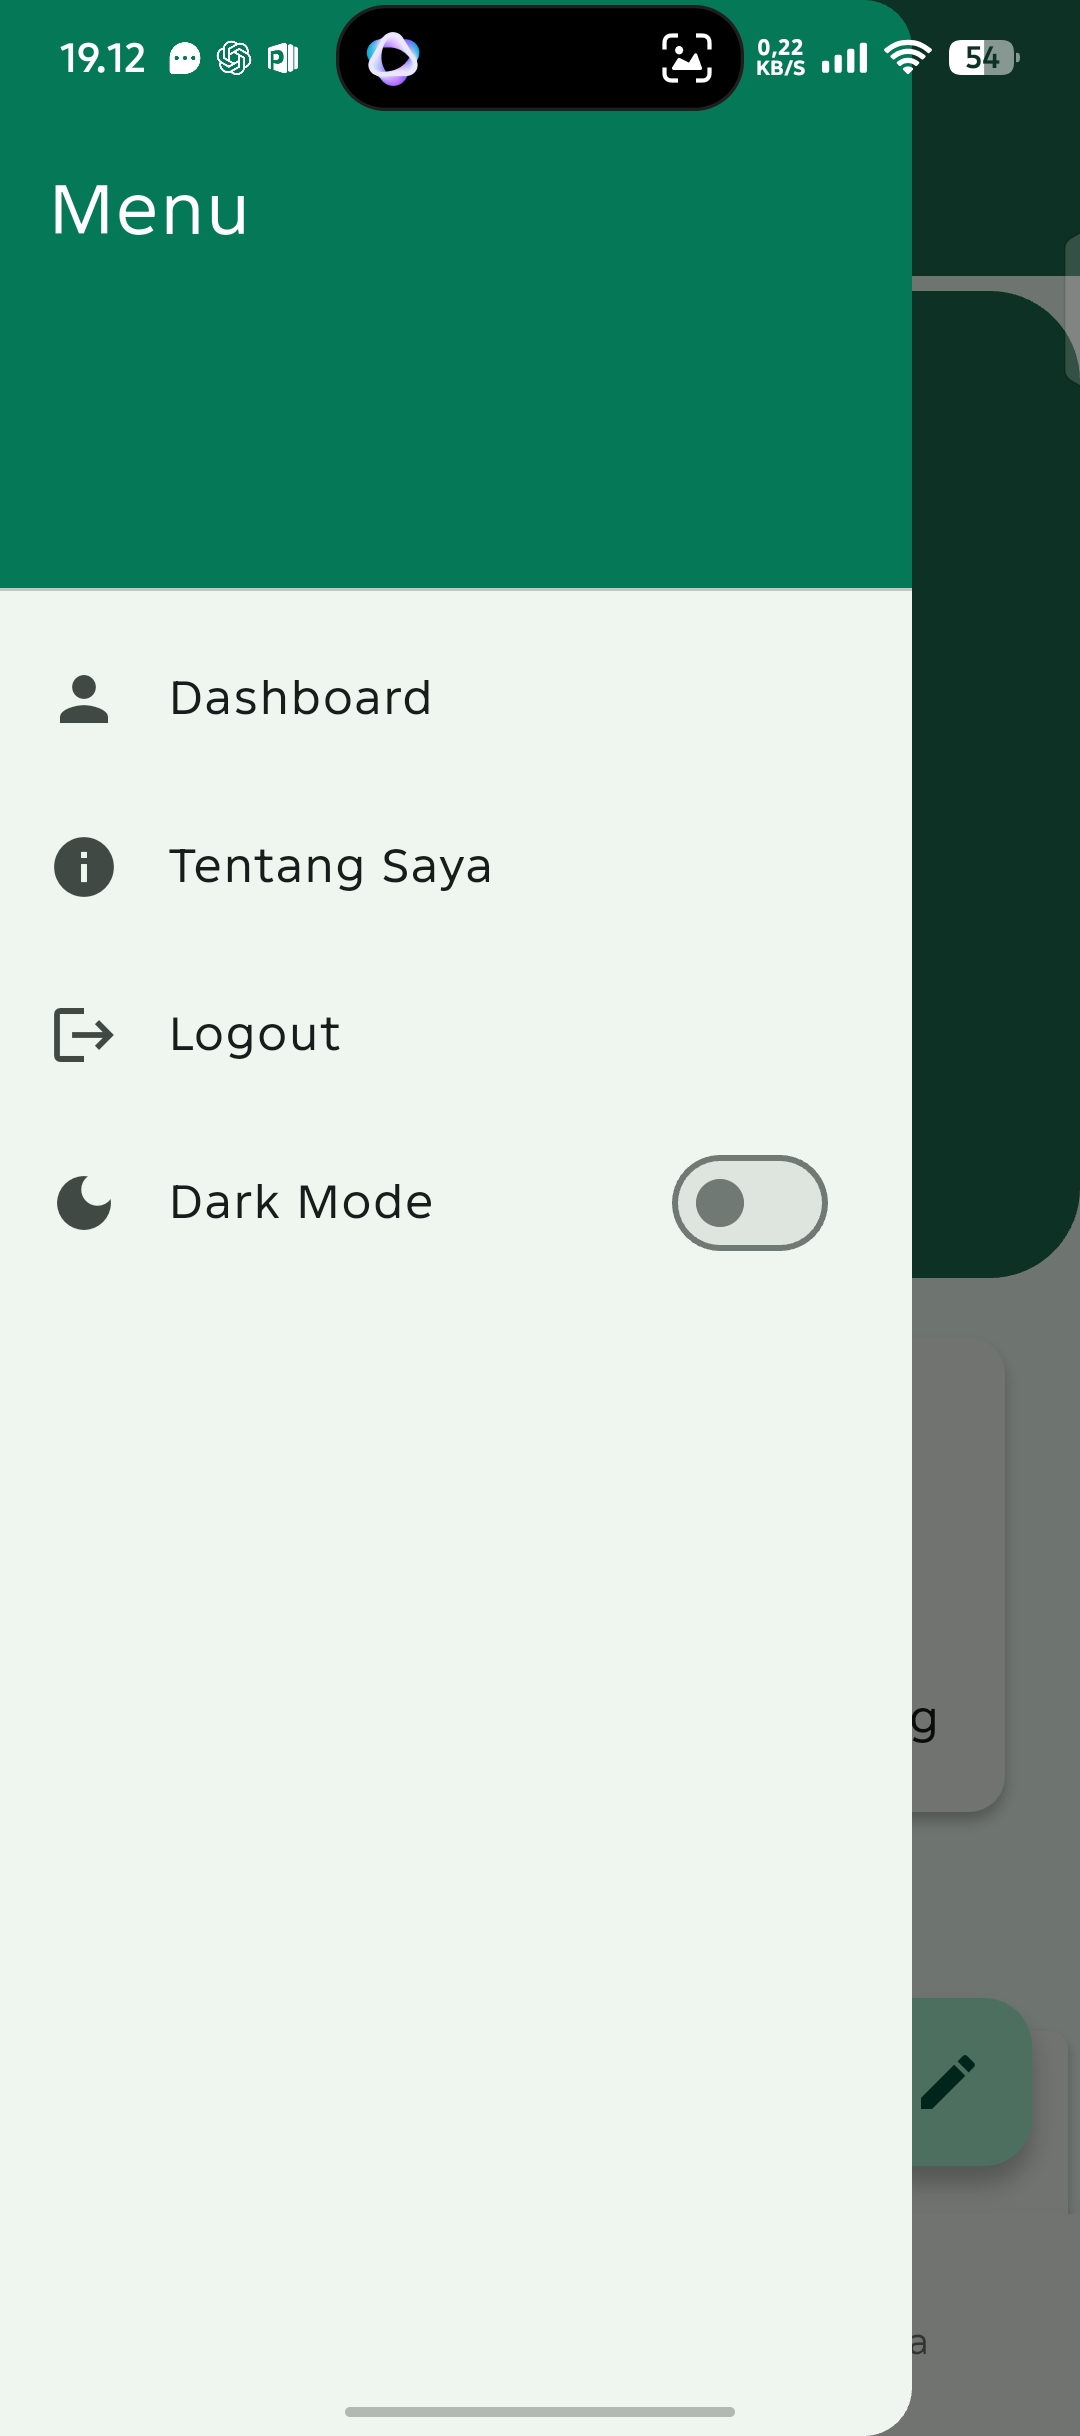 19.12
0,22
KB/S
54
Menu
Dashboard
Tentang Saya
Logout
Dark Mode
g
a